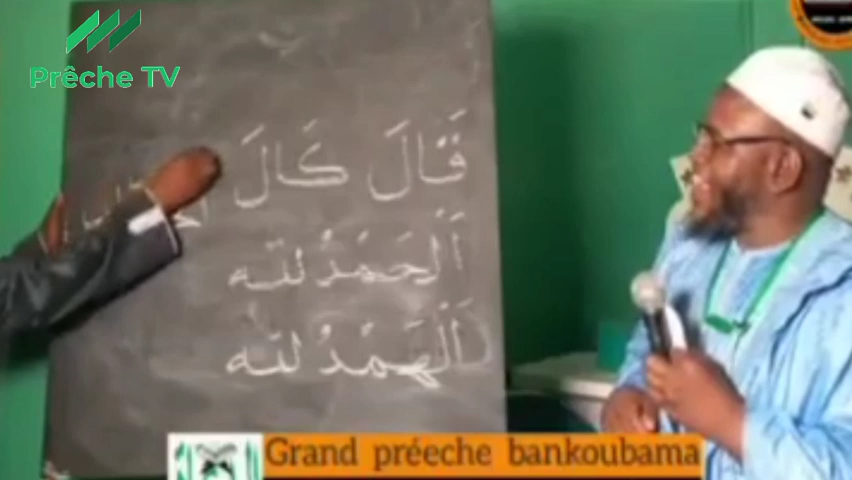 Prêche TV
قَالَ كَالَ
اَلْحَمْدُ لله
اَلْهَمْدُ لله
Grand préeche bankoubama